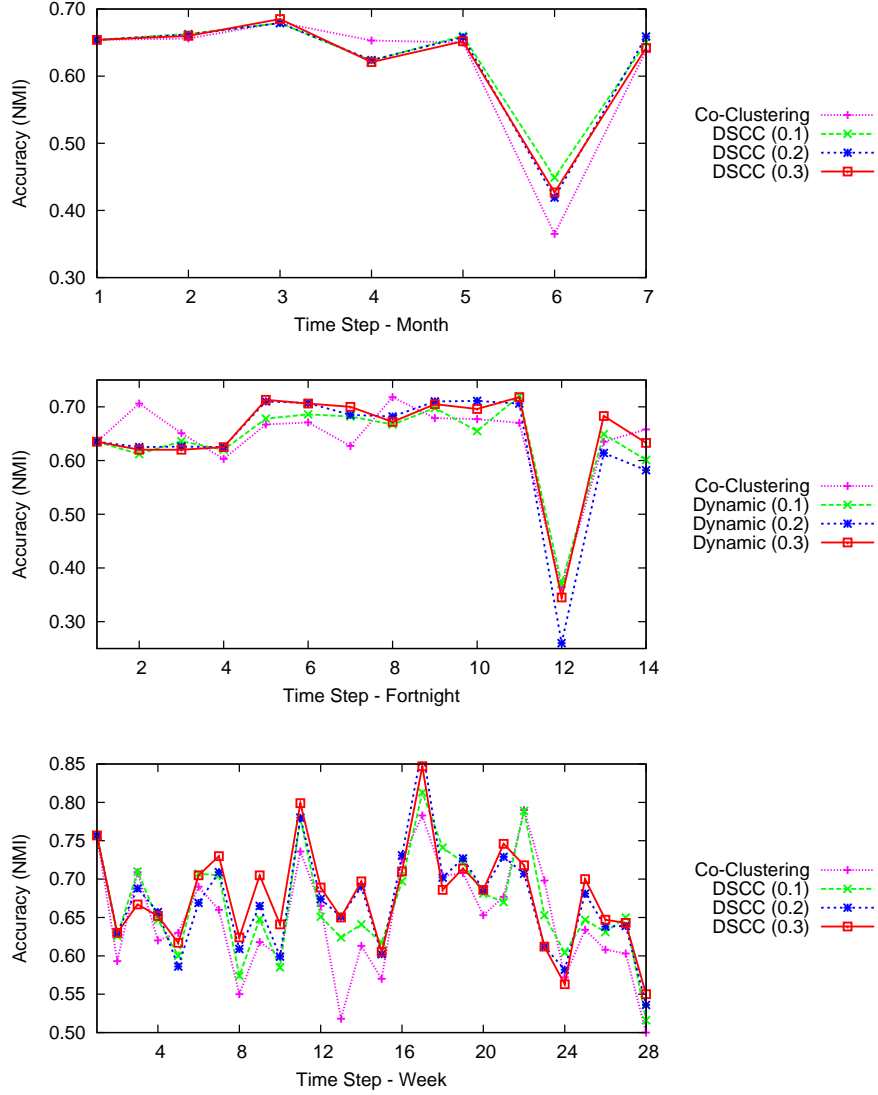 0.70
0.60
0.50
0.40
0.30
Accuracy (NMI)
1 2 3 4 5 6 7
Time Step - Month
Co-Clustering
DSCC (0.1)
DSCC (0.2)
DSCC (0.3)
0.70
0.60
0.50
0.40
0.30
Accuracy (NMI)
2 4 6 8 10 12 14
Time Step - Fortnight
Co-Clustering
Dynamic (0.1)
Dynamic (0.2)
Dynamic (0.3)
0.85
0.80
0.75
0.70
0.65
0.60
0.55
0.50
Accuracy (NMI)
4 8 12 16 20 24 28
Time Step - Week
Co-Clustering
DSCC (0.1)
DSCC (0.2)
DSCC (0.3)